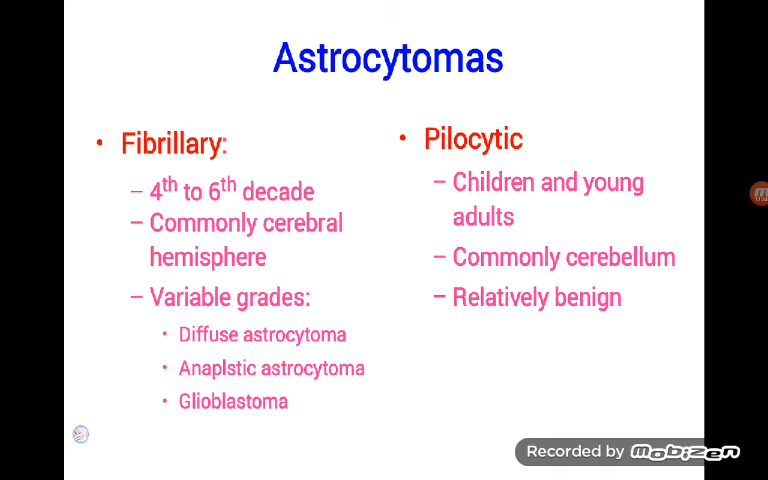 Astrocytomas
• Fibrillary:
– 4th to 6th decade
– Commonly cerebral
hemisphere
– Variable grades:
• Diffuse astrocytoma
• Anaplstic astrocytoma
• Glioblastoma
• Pilocytic
– Children and young
adults
– Commonly cerebellum
– Relatively benign
Recorded by mobizen